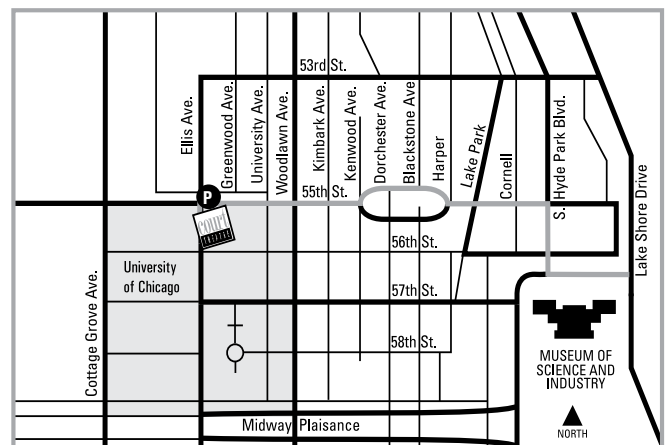 53rd St.
Ellis Ave.
Greenwood Ave.
University Ave.
Woodlawn Ave.
Kimbark Ave.
Kenwood Ave.
Dorchester Ave.
Blackstone Ave
Harper
Lake Park
Cornell
S. Hyde Park Blvd.
Lake Shore Drive
P
55th St.
court
THEATRE
56th St.
University
of Chicago
57th St.
Cottage Grove Ave.
58th St.
MUSEUM OF
SCIENCE AND
INDUSTRY
Midway Plaisance
NORTH